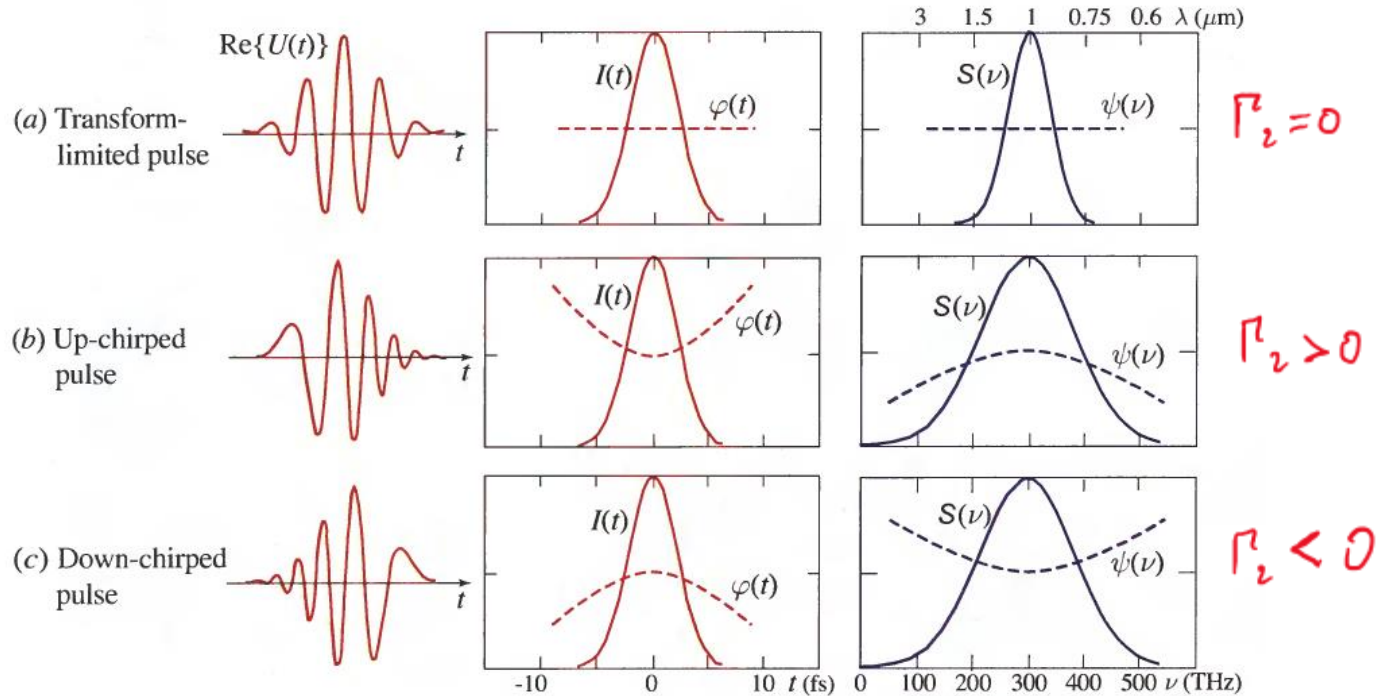 3 1.5 1 0.75 0.6 λ (μm)
Re{U(t)}
I(t)
φ(t)
S(ν)
ψ(ν)
(a) Transform-
limited pulse
t
Γ₂ = 0
I(t)
φ(t)
S(ν)
ψ(ν)
(b) Up-chirped
pulse
t
Γ₂ > 0
I(t)
φ(t)
S(ν)
ψ(ν)
(c) Down-chirped
pulse
t
Γ₂ < 0
-10 0 t (fs) 10
0 100 200 300 400 500 ν (THz)